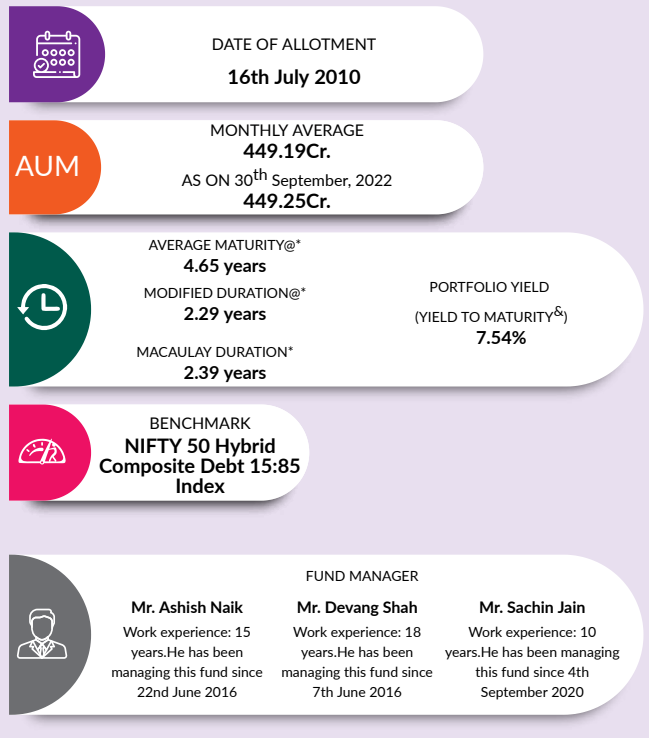 DATE OF ALLOTMENT
16th July 2010
AUM
MONTHLY AVERAGE
449.19Cr.
AS ON 30th September, 2022
449.25Cr.
AVERAGE MATURITY@*
4.65 years
MODIFIED DURATION@*
2.29 years
MACAULAY DURATION*
2.39 years
PORTFOLIO YIELD
(YIELD TO MATURITY&)
7.54%
BENCHMARK
NIFTY 50 Hybrid
Composite Debt 15:85
Index
FUND MANAGER
Mr. Ashish Naik
Work experience: 15
years.He has been
managing this fund since
22nd June 2016
Mr. Devang Shah
Work experience: 18
years.He has been
managing this fund since
7th June 2016
Mr. Sachin Jain
Work experience: 10
years.He has been managing
this fund since 4th
September 2020